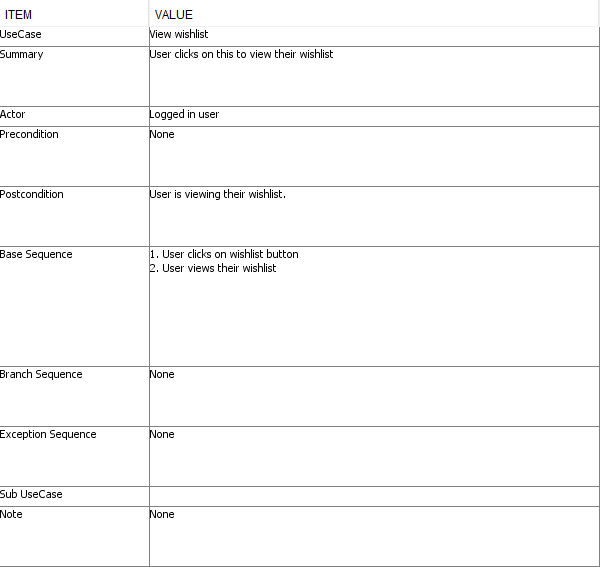 ITEM VALUE
UseCase View wishlist
Summary User clicks on this to view their wishlist
Actor Logged in user
Precondition None
Postcondition User is viewing their wishlist.
Base Sequence 1. User clicks on wishlist button
2. User views their wishlist
Branch Sequence None
Exception Sequence None
Sub UseCase
Note None